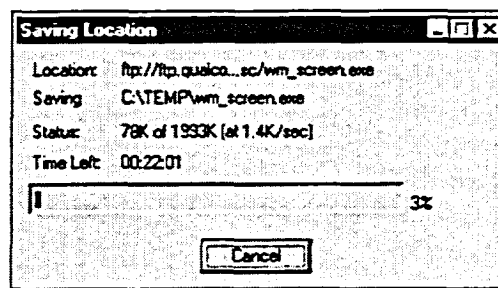 Saving Location
Location: ftp://ftp.qualco...sc/wm_screen.exe
Saving C:\TEMP\wm_screen.exe
Status: 78K of 1993K (at 1.4K/sec)
Time Left: 00:22:01
3%
Cancel